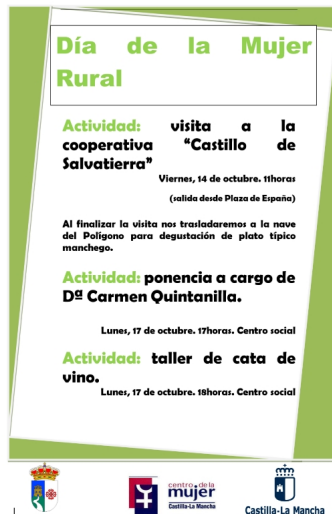 Día de la Mujer
Rural
Actividad: visita a la
cooperativa “Castillo de
Salvatierra”
Viernes, 14 de octubre. 11horas
(salida desde Plaza de España)
Al finalizar la visita nos trasladaremos a la nave
del Polígono para degustación de plato típico
manchego.
Actividad: ponencia a cargo de
Dª Carmen Quintanilla.
Lunes, 17 de octubre. 17horas. Centro social
Actividad: taller de cata de
vino.
Lunes, 17 de octubre. 18horas. Centro social
centro de la
mujer
Castilla-La Mancha
Castilla-La Mancha